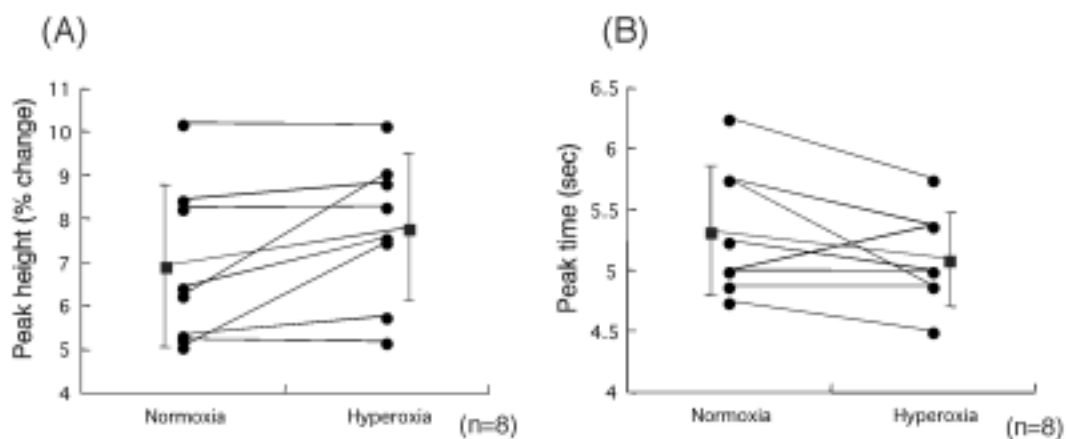 (A)
Peak height (% change)
11
10
9
8
7
6
5
4
Normoxia
Hyperoxia
(n=8)
(B)
Peak time (sec)
6.5
6
5.5
5
4.5
4
Normoxia
Hyperoxia
(n=8)